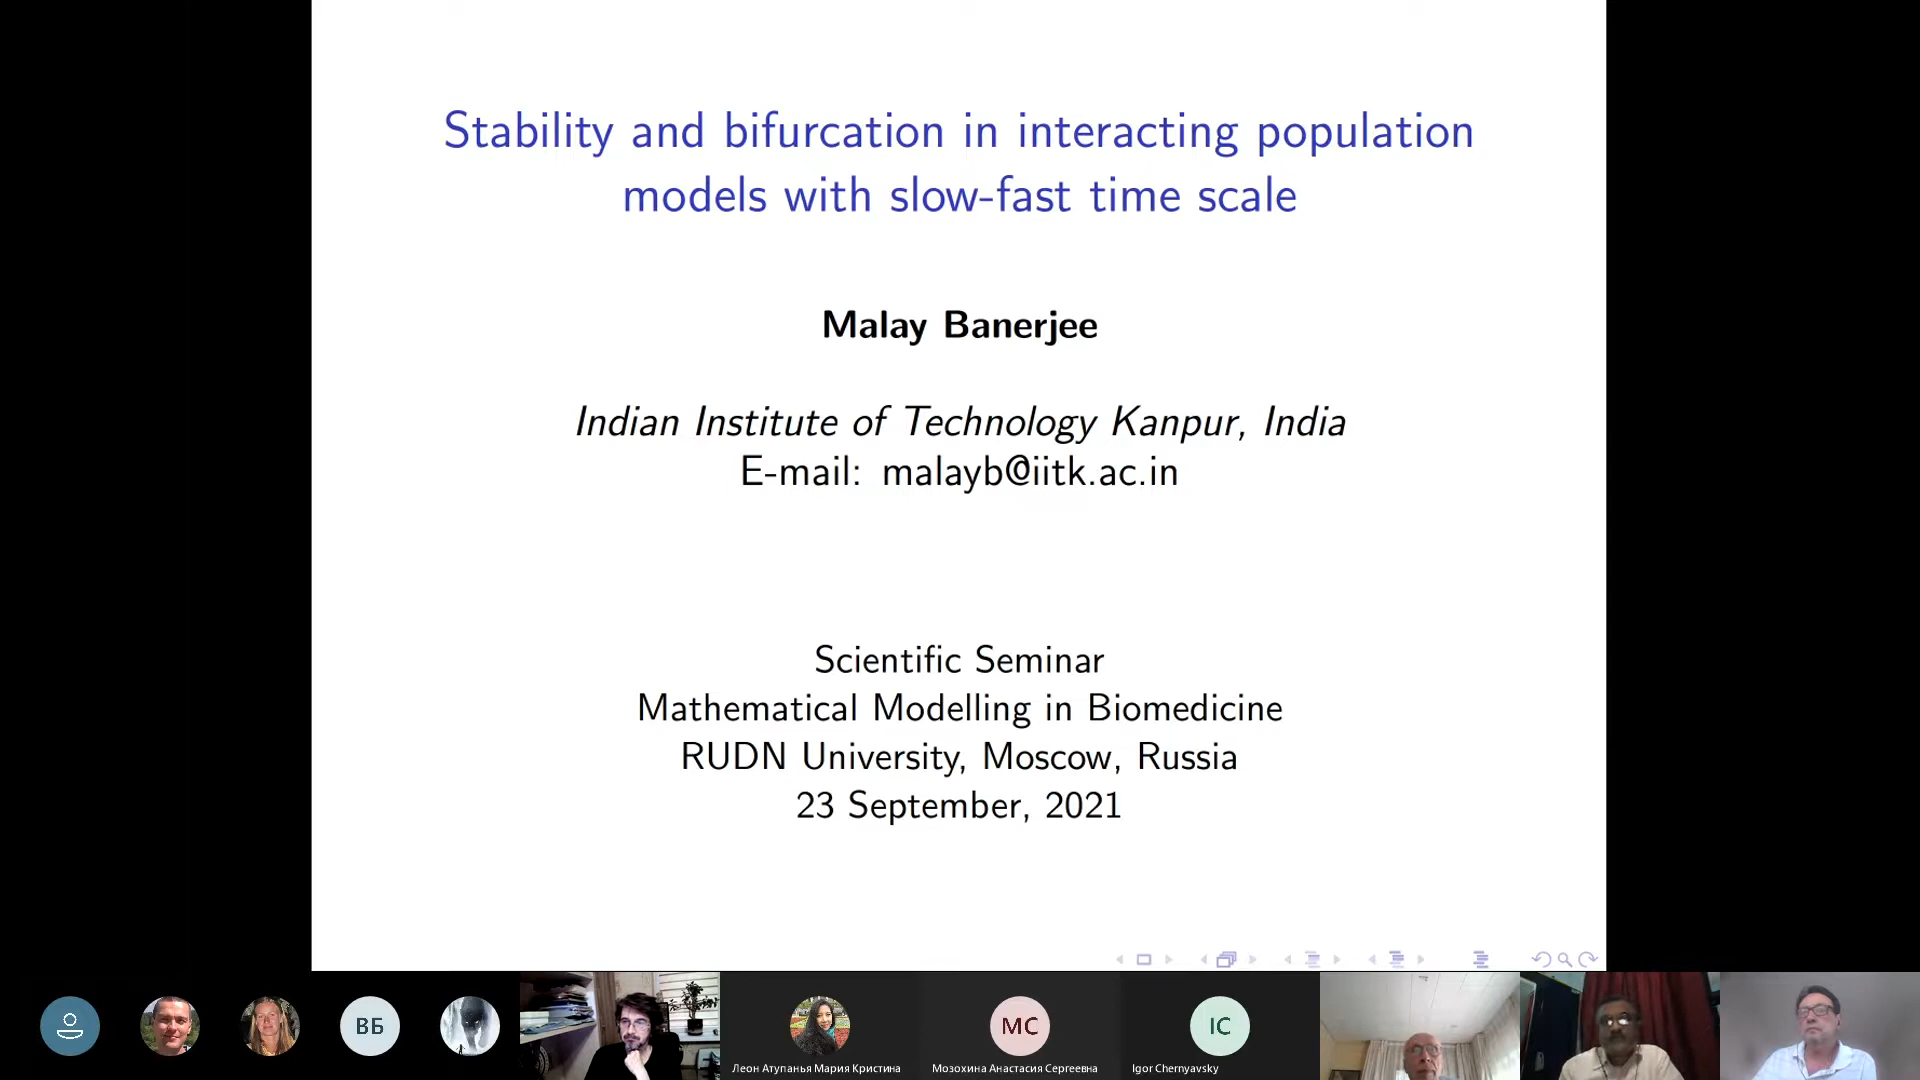 Stability and bifurcation in interacting population
models with slow-fast time scale
Malay Banerjee
Indian Institute of Technology Kanpur, India
E-mail: malayb@iitk.ac.in
Scientific Seminar
Mathematical Modelling in Biomedicine
RUDN University, Moscow, Russia
23 September, 2021
ВБ
МС
IC
Леон Атупанья Мария Кристина
Мозохина Анастасия Сергеевна
Igor Chernyavsky